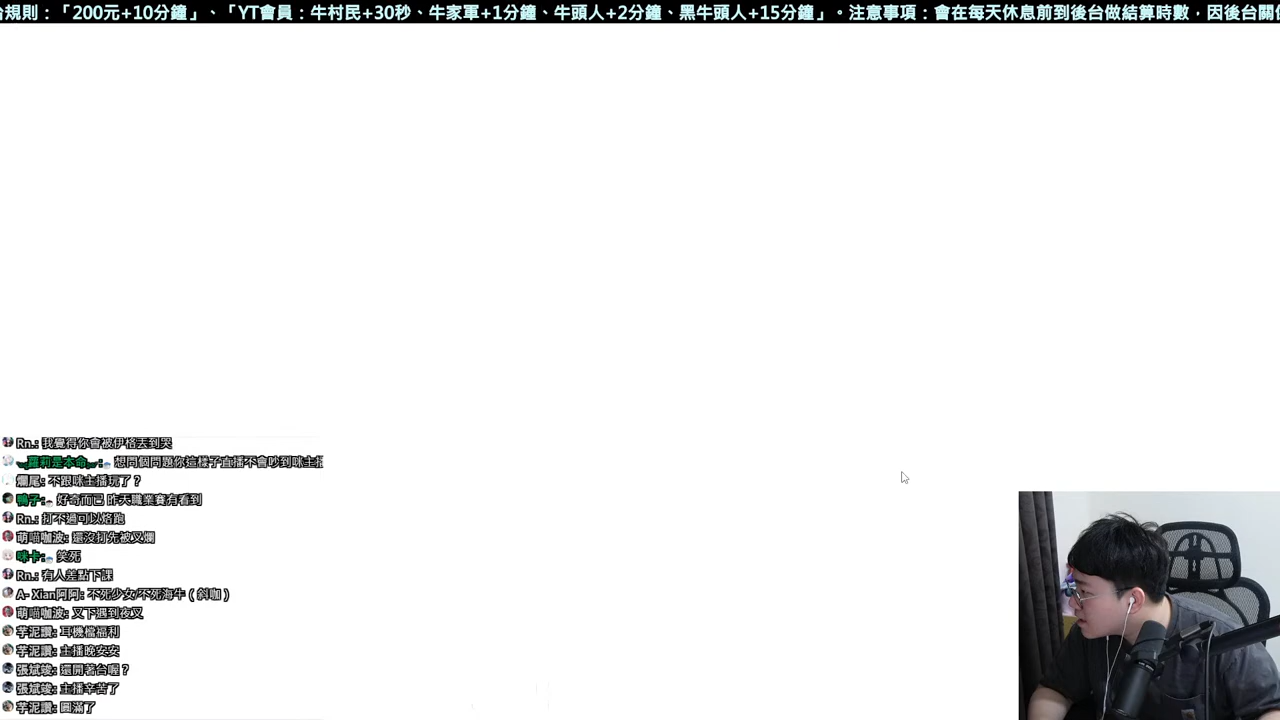 規則：「200元+10分鐘」、「YT會員：牛村民+30秒、牛家軍+1分鐘、牛頭人+2分鐘、黑牛頭人+15分鐘」。注意事項：會在每天休息前到後台做結算時數，因後台關
Rn.: 我覺得你會被伊格丟到哭
蘿莉是本命 : 想問個問題你這樣子直播不會吵到咪主
爛尾: 不跟咪主播玩了？
鴨子: 好奇而已 昨天職業賽有看到
Rn.: 打不過可以烙跑
萌喵咖波: 還沒打先被叉爛
咪卡: 笑死
Rn.: 有人差點下課
A- Xian阿阿: 不死少女/不死海牛（斜咖）
萌喵咖波: 又下遇到夜叉
芋泥讚: 耳機檔福利
芋泥讚: 主播晚安安
張斌竣: 還開著台喔？
張斌竣: 主播辛苦了
芋泥讚: 圓滿了